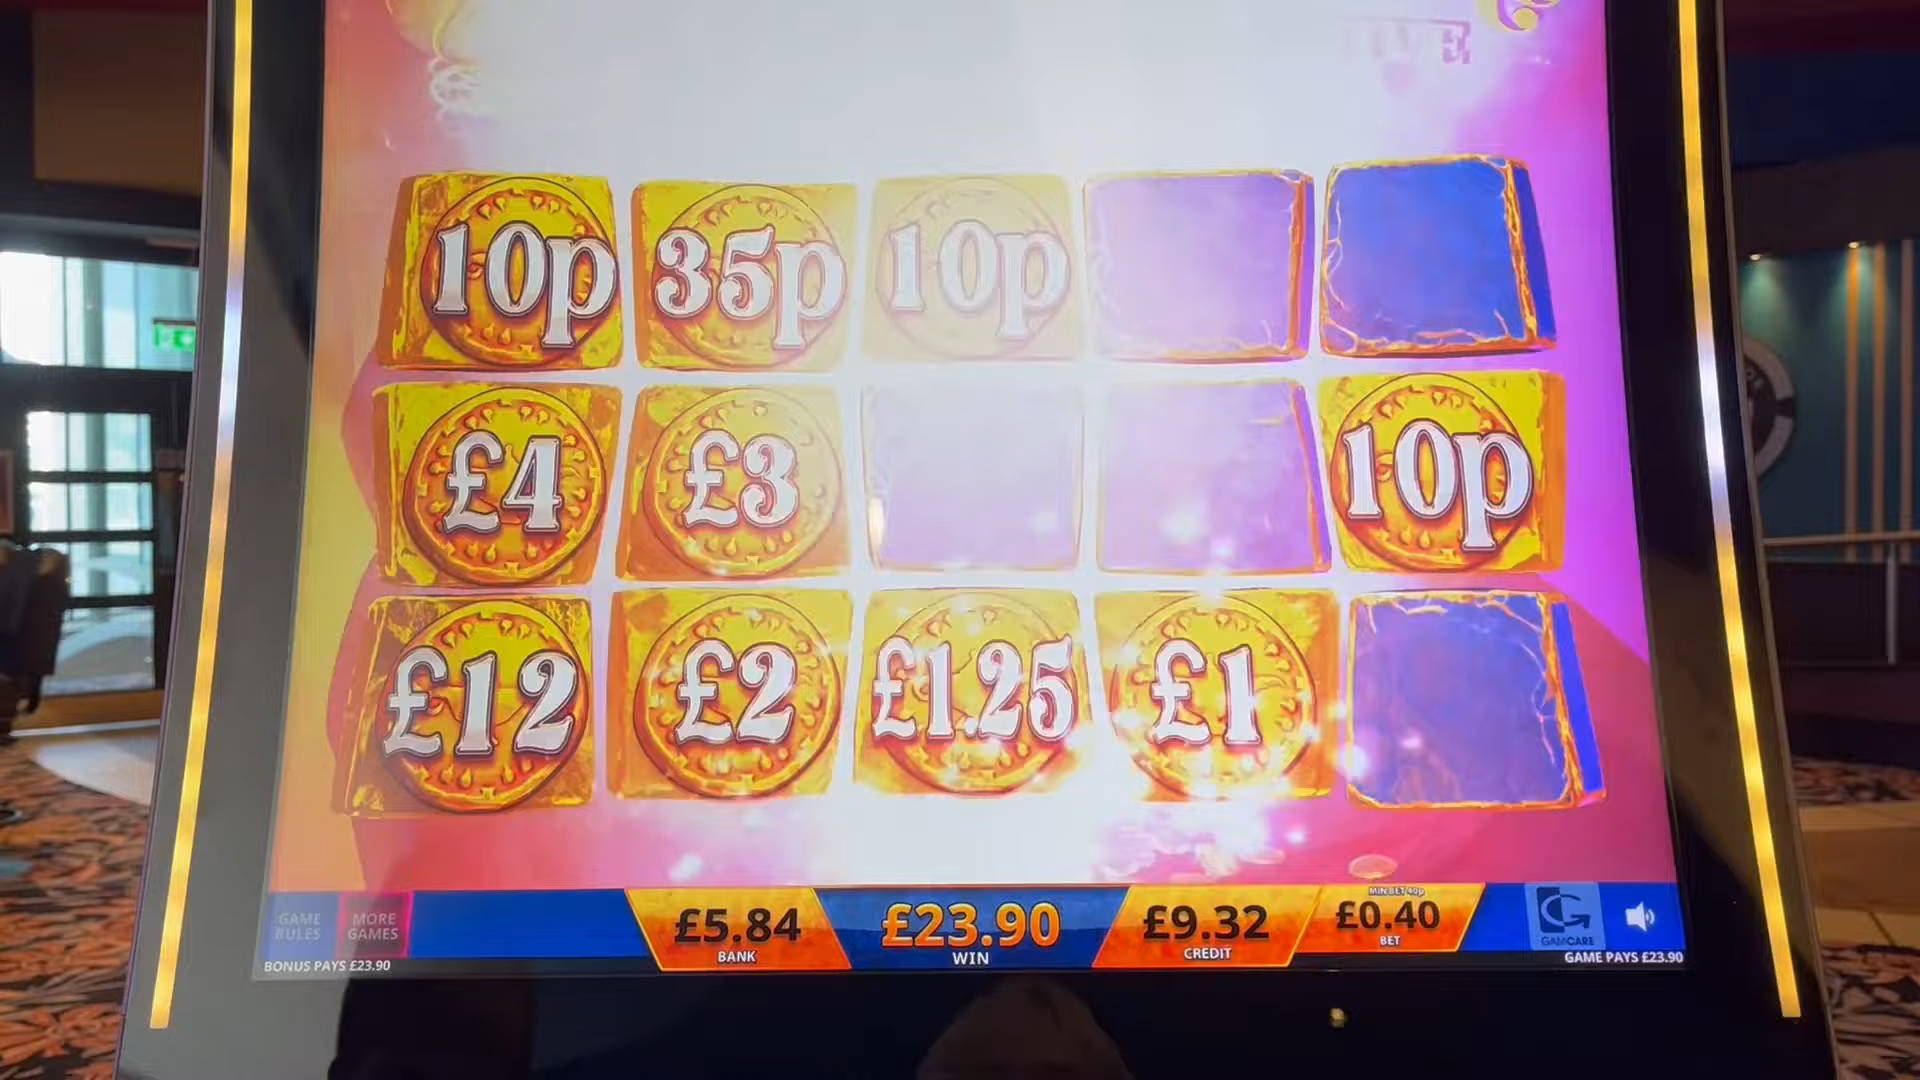 10p 35p 10p
£4 £3 10p
£12 £2 £1.25 £1
GAME RULES
MORE GAMES
£5.84
BANK
£23.90
WIN
£9.32
CREDIT
MIN BET 40p
£0.40
BET
GAMCARE
BONUS PAYS £23.90
GAME PAYS £23.90